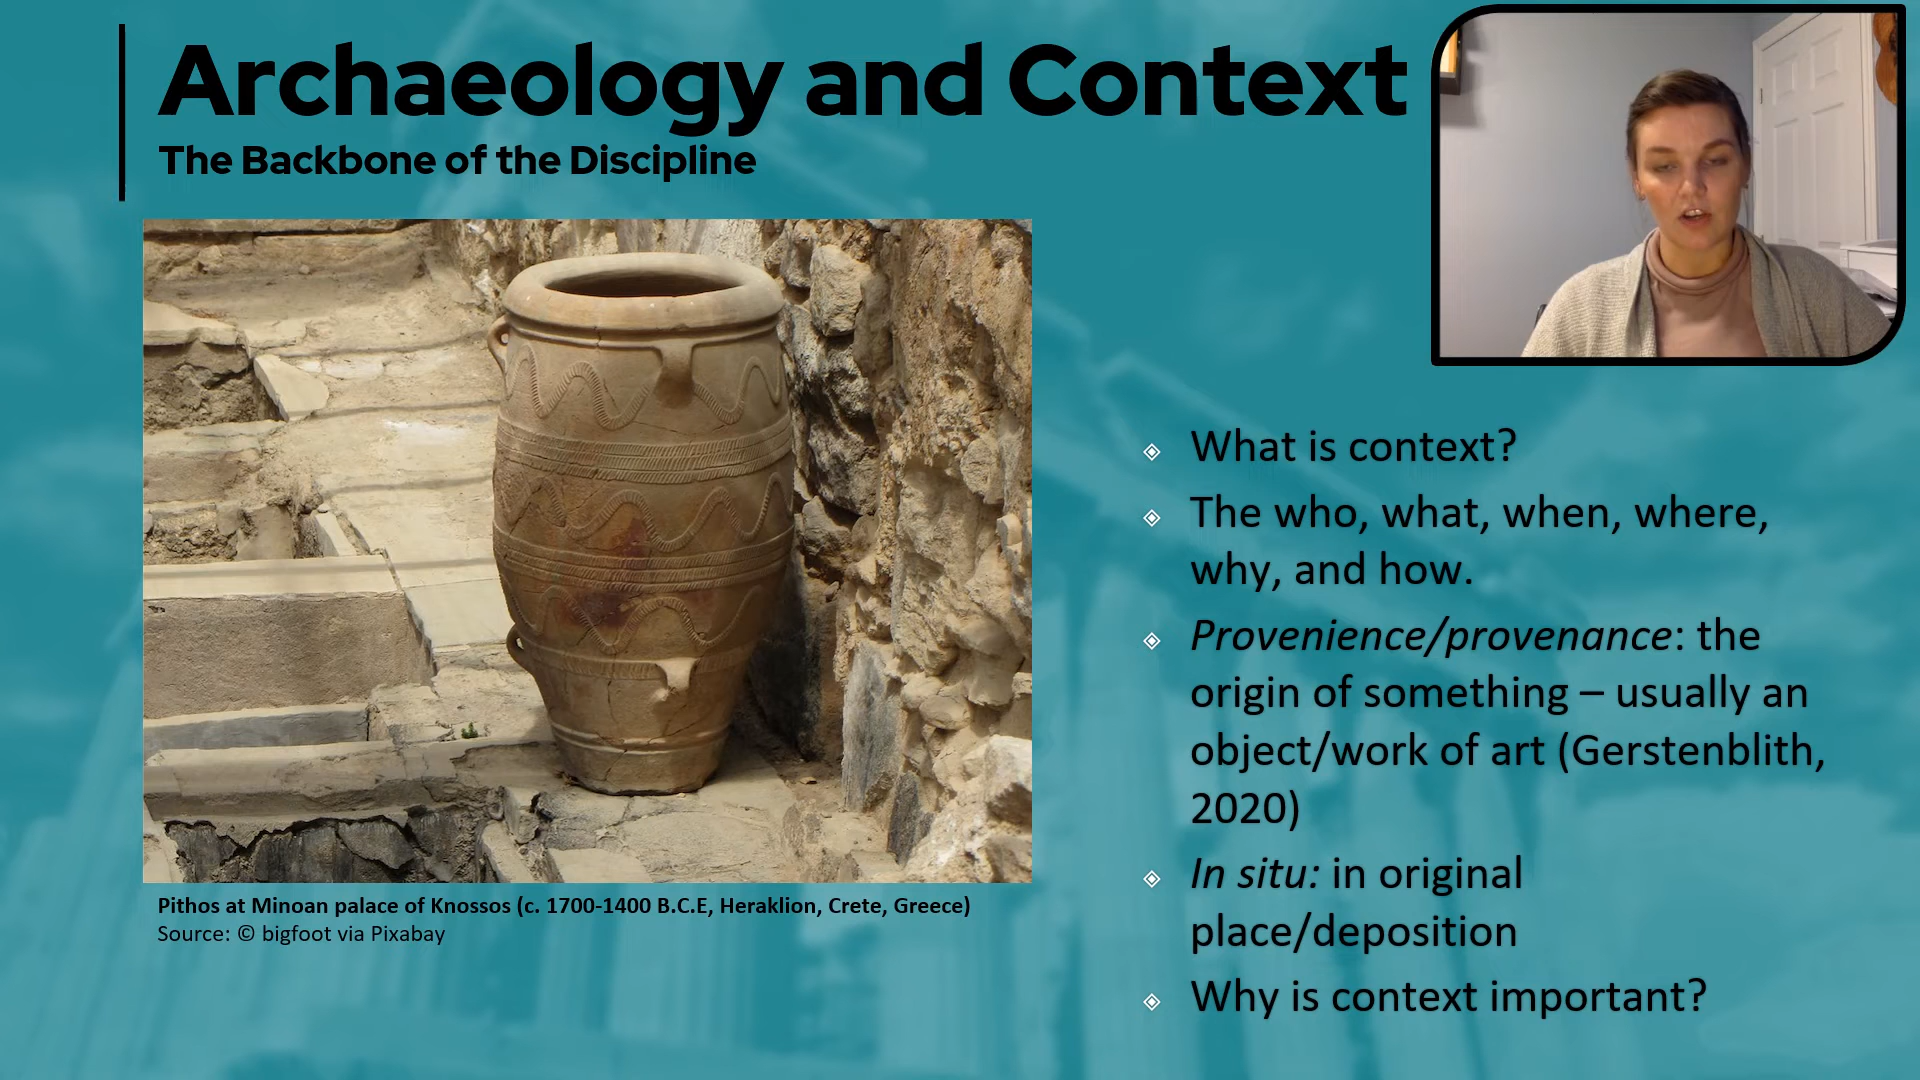 Archaeology and Context
The Backbone of the Discipline
What is context?
The who, what, when, where,
why, and how.
Provenience/provenance: the
origin of something – usually an
object/work of art (Gerstenblith,
2020)
In situ: in original
place/deposition
Why is context important?
Pithos at Minoan palace of Knossos (c. 1700-1400 B.C.E, Heraklion, Crete, Greece)
Source: © bigfoot via Pixabay